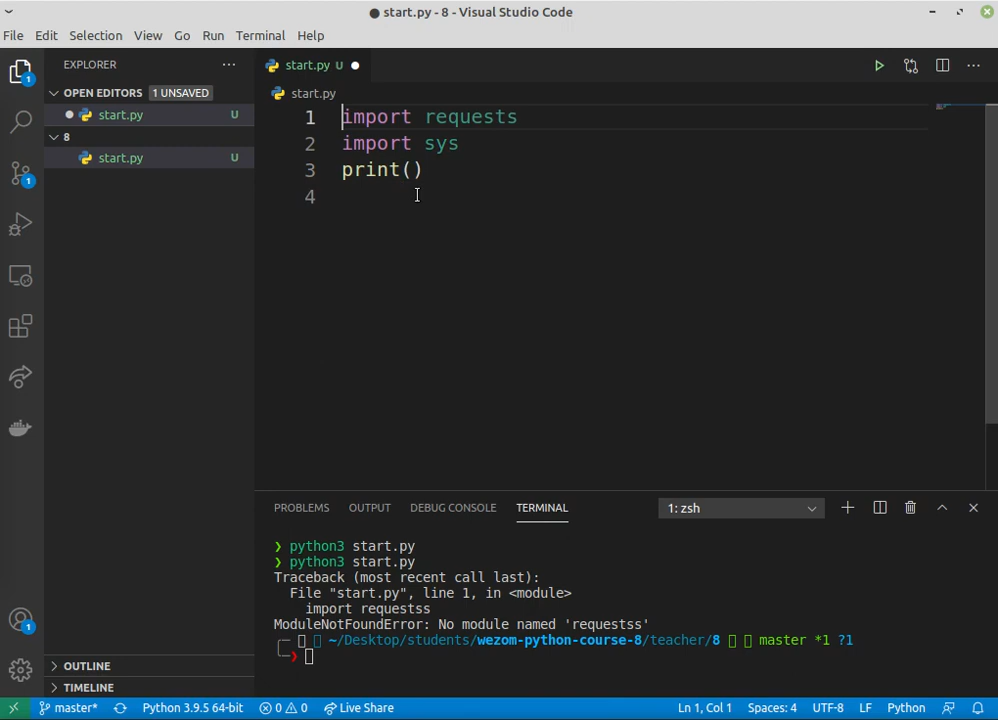 start.py - 8 - Visual Studio Code
File Edit Selection View Go Run Terminal Help
EXPLORER
start.py U
OPEN EDITORS 1 UNSAVED
start.py U
8
start.py U
start.py
1 import requests
2 import sys
3 print()
4
1
1
1
PROBLEMS OUTPUT DEBUG CONSOLE TERMINAL 1: zsh
❯ python3 start.py
❯ python3 start.py
Traceback (most recent call last):
File "start.py", line 1, in <module>
import requestss
ModuleNotFoundError: No module named 'requestss'
~/Desktop/students/wezom-python-course-8/teacher/8 master *1 ?1
OUTLINE
TIMELINE
master* Python 3.9.5 64-bit 0 0 Live Share Ln 1, Col 1 Spaces: 4 UTF-8 LF Python